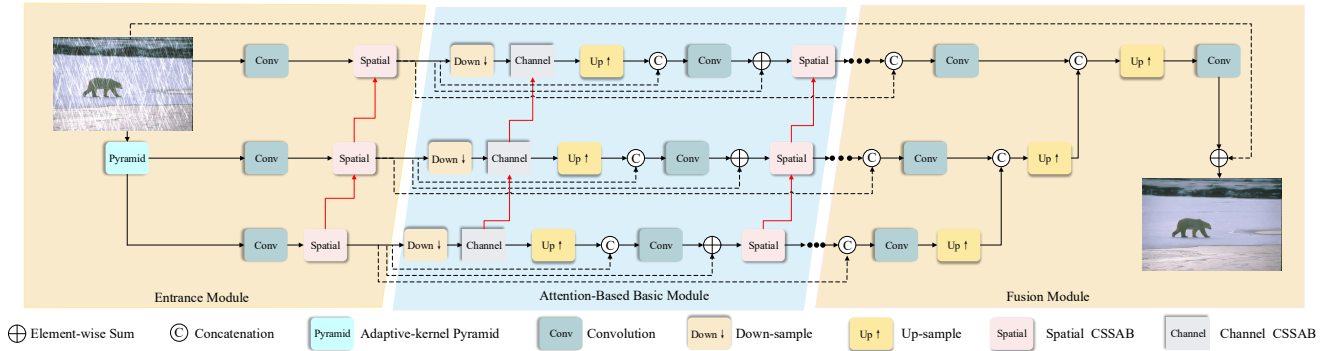 Conv Spatial Down ↓ Channel Up ↑ C Conv Spatial C Conv C Up ↑ Conv
Pyramid Conv Spatial Down ↓ Channel Up ↑ C Conv Spatial C Conv C Up ↑
Conv Spatial Down ↓ Channel Up ↑ C Conv Spatial C Conv Up ↑
Entrance Module Attention-Based Basic Module Fusion Module
Element-wise Sum C Concatenation Pyramid Adaptive-kernel Pyramid Conv Convolution Down ↓ Down-sample Up ↑ Up-sample Spatial Spatial CSSAB Channel Channel CSSAB